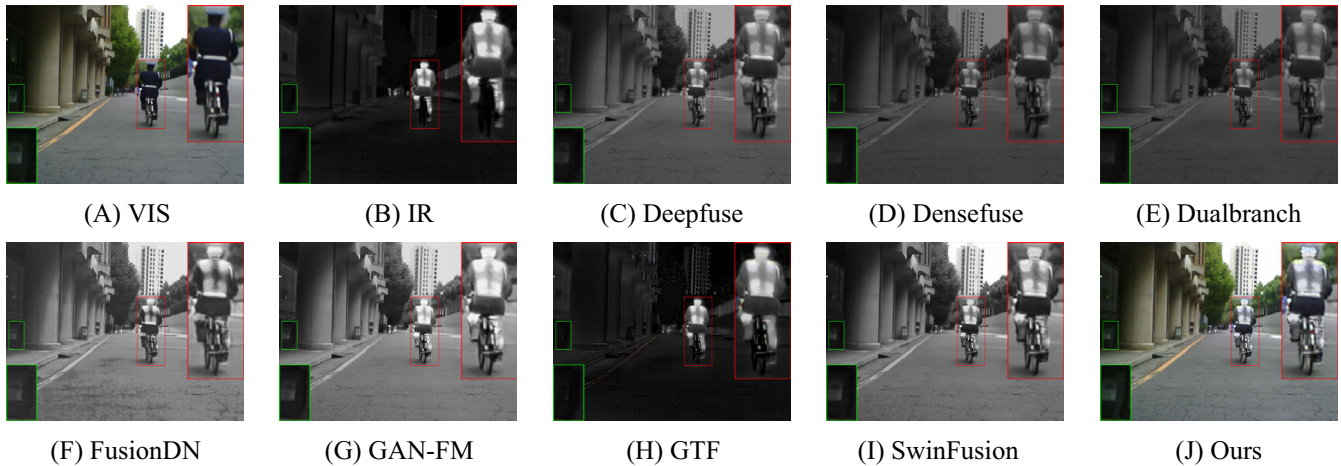 (A) VIS (B) IR (C) Deepfuse (D) Densefuse (E) Dualbranch
(F) FusionDN (G) GAN-FM (H) GTF (I) SwinFusion (J) Ours